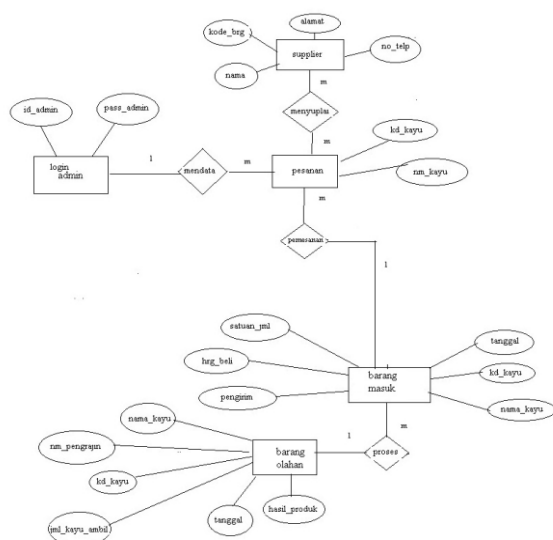 alamat
kode_brg
supplier
no_telp
nama
m
menyuplai
m
id_admin
pass_admin
kd_kayu
login
admin
1
mendata
m
pesanan
nm_kayu
m
pemasanan
1
satuan_jml
tanggal
hrg_beli
barang
masuk
kd_kayu
pengirim
nama_kayu
nama_kayu
m
nm_pengrajin
barang
olahan
1
proses
kd_kayu
jml_kayu_ambil
tanggal
hasil_produk